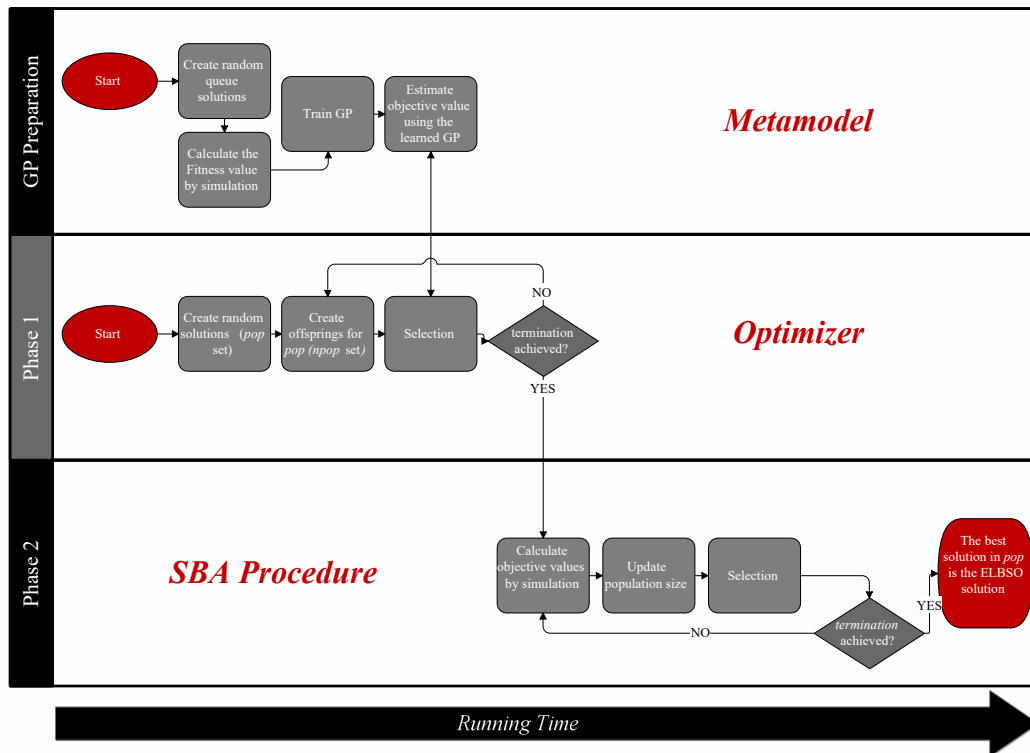 GP Preparation
Start
Create random
queue
solutions
Calculate the
Fitness value
by simulation
Train GP
Estimate
objective value
using the
learned GP
Metamodel
Phase 1
Start
Create random
solutions (pop
set)
Create
offsprings for
pop (npop set)
Selection
termination
achieved?
NO
YES
Optimizer
Phase 2
SBA Procedure
Calculate
objective values
by simulation
Update
population size
Selection
termination
achieved?
NO
YES
The best
solution in pop
is the ELBSO
solution
Running Time